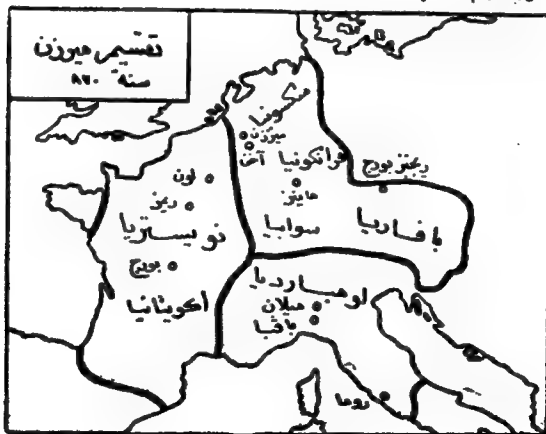 تقسيم ميرزن
سنة ٨٧٠
سكسونيا
ميرزن
فرانكونيا
آخن
ريجنزبورج
لون
ماينز
ريمز
نويستريا
سوابيا
بافاريا
بورج
أكويتانيا
لومبارديا
ميلان
بافيا
روما